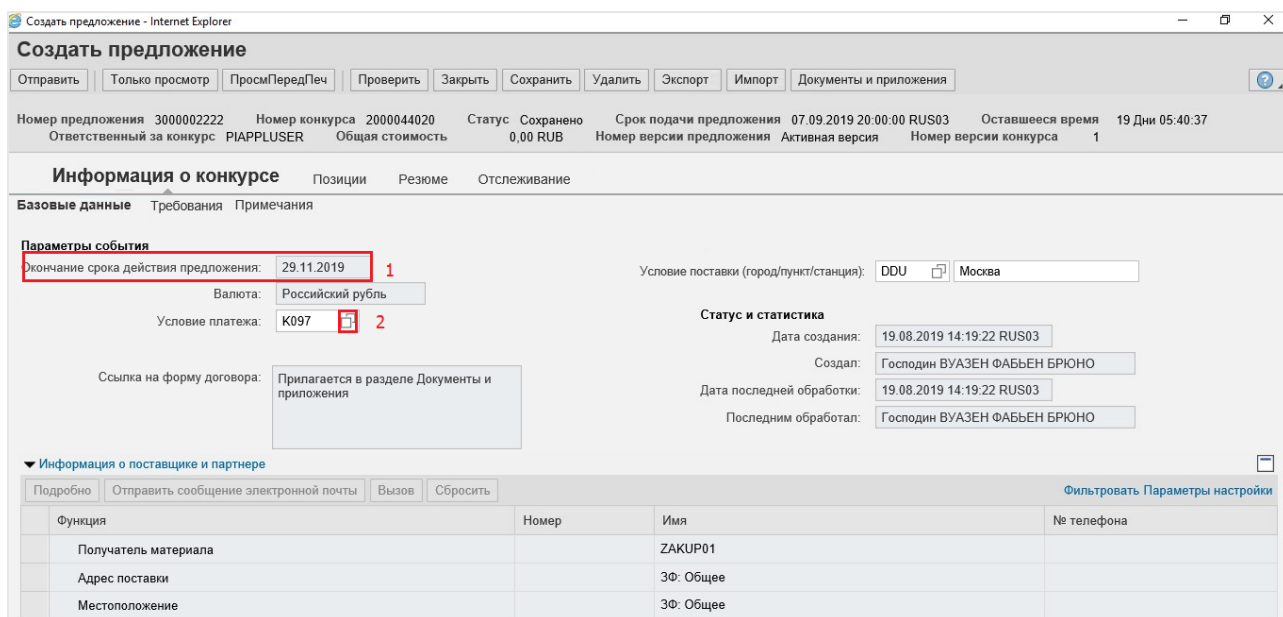 Создать предложение - Internet Explorer
Создать предложение
Отправить Только просмотр ПросмПередПеч Проверить Закрыть Сохранить Удалить Экспорт Импорт Документы и приложения
Номер предложения 3000002222 Номер конкурса 2000044020 Статус Сохранено Срок подачи предложения 07.09.2019 20:00:00 RUS03 Оставшееся время 19 Дни 05:40:37
Ответственный за конкурс PIAPPLUSER Общая стоимость 0,00 RUB Номер версии предложения Активная версия Номер версии конкурса 1
Информация о конкурсе Позиции Резюме Отслеживание
Базовые данные Требования Примечания
Параметры события
Окончание срока действия предложения: 29.11.2019 1 Условие поставки (город/пункт/станция): DDU Москва
Валюта: Российский рубль
Условие платежа: K097 2
Статус и статистика
Дата создания: 19.08.2019 14:19:22 RUS03
Создал: Господин ВУАЗЕН ФАБЬЕН БРЮНО
Ссылка на форму договора: Прилагается в разделе Документы и
приложения
Дата последней обработки: 19.08.2019 14:19:22 RUS03
Последним обработал: Господин ВУАЗЕН ФАБЬЕН БРЮНО
Информация о поставщике и партнере
Подробно Отправить сообщение электронной почты Вызов Сбросить Фильтровать Параметры настройки
Функция Номер Имя № телефона
Получатель материала ZAKUP01
Адрес поставки ЗФ: Общее
Местоположение ЗФ: Общее